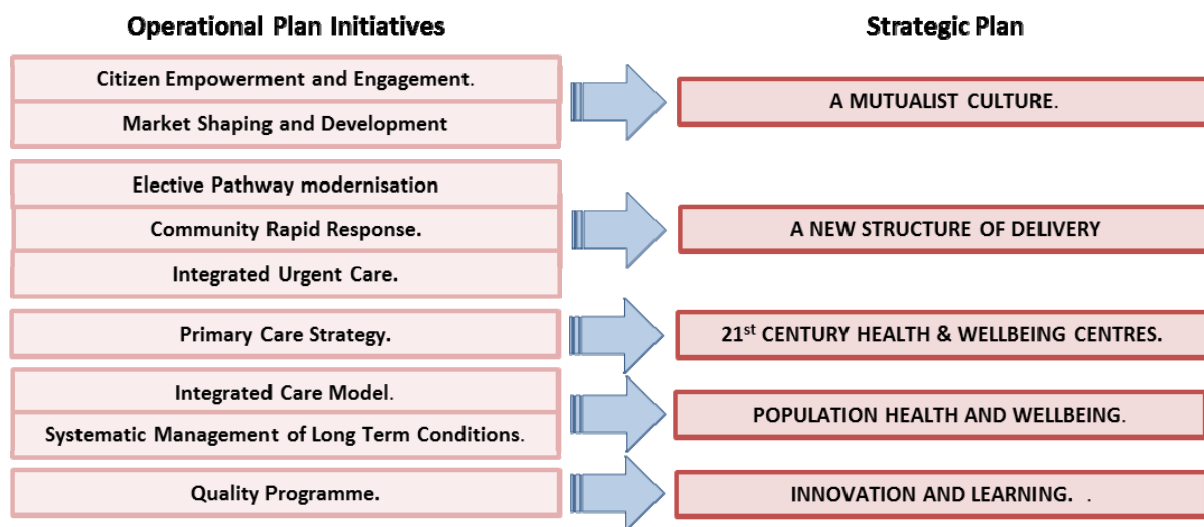 Operational Plan Initiatives
Strategic Plan
Citizen Empowerment and Engagement.
Market Shaping and Development
A MUTUALIST CULTURE.
Elective Pathway modernisation
Community Rapid Response.
Integrated Urgent Care.
A NEW STRUCTURE OF DELIVERY
Primary Care Strategy.
21st CENTURY HEALTH & WELLBEING CENTRES.
Integrated Care Model.
Systematic Management of Long Term Conditions.
POPULATION HEALTH AND WELLBEING.
Quality Programme.
INNOVATION AND LEARNING. .